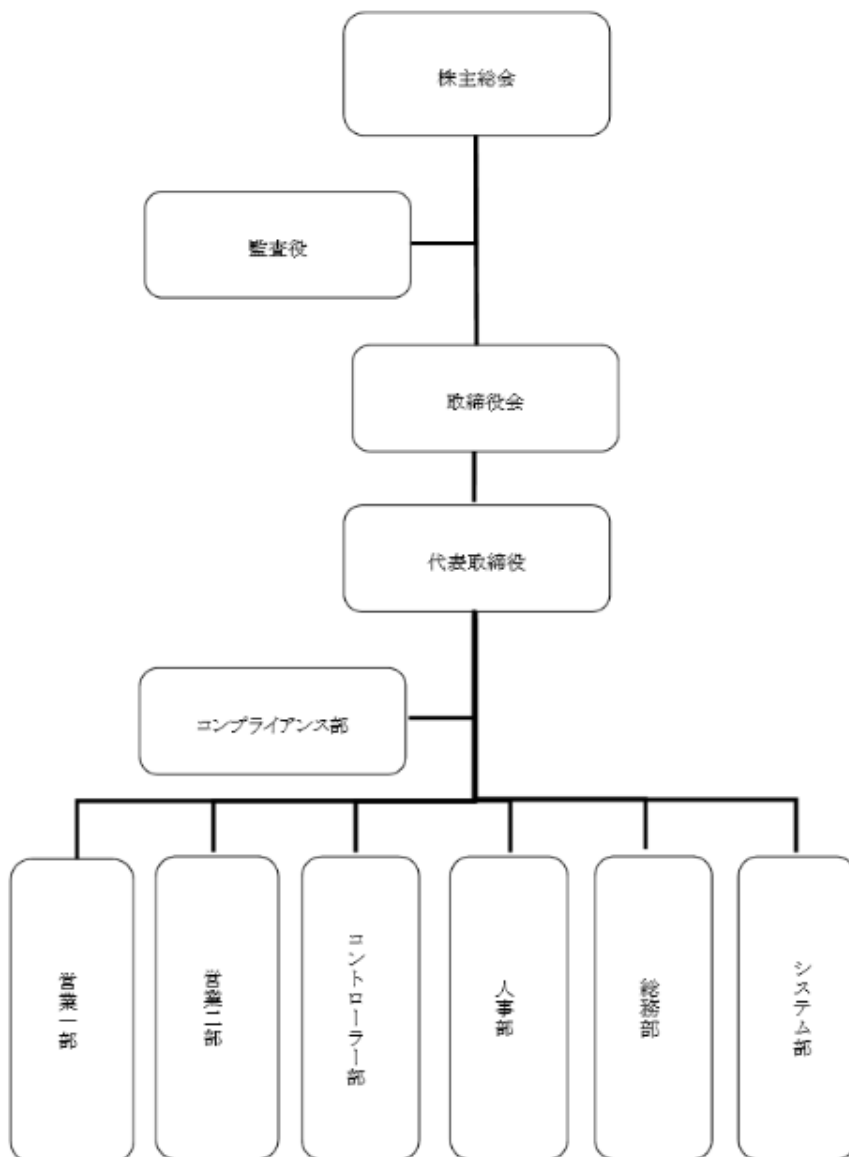 株主総会
監査役
取締役会
代表取締役
コンプライアンス部
営業一部
営業二部
コントローラー部
人事部
総務部
システム部